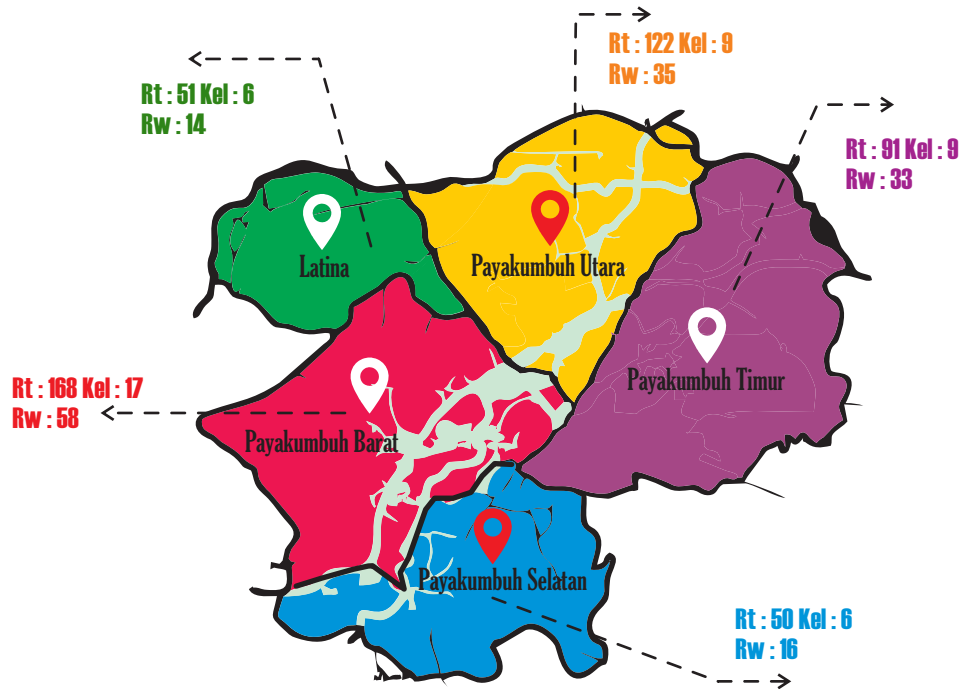 Rt : 122 Kel : 9
Rw : 35
Rt : 51 Kel : 6
Rw : 14
Rt : 91 Kel : 9
Rw : 33
Latina
Payakumbuh Utara
Payakumbuh Timur
Rt : 168 Kel : 17
Rw : 58
Payakumbuh Barat
Payakumbuh Selatan
Rt : 50 Kel : 6
Rw : 16